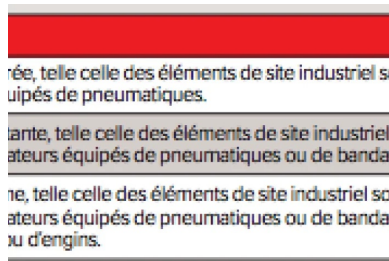 rée, telle celle des éléments de site industriel s
uipés de pneumatiques.
tante, telle celle des éléments de site industriel
ateurs équipés de pneumatiques ou de banda
ne, telle celle des éléments de site industriel so
ateurs équipés de pneumatiques ou de banda
ou d'engins.